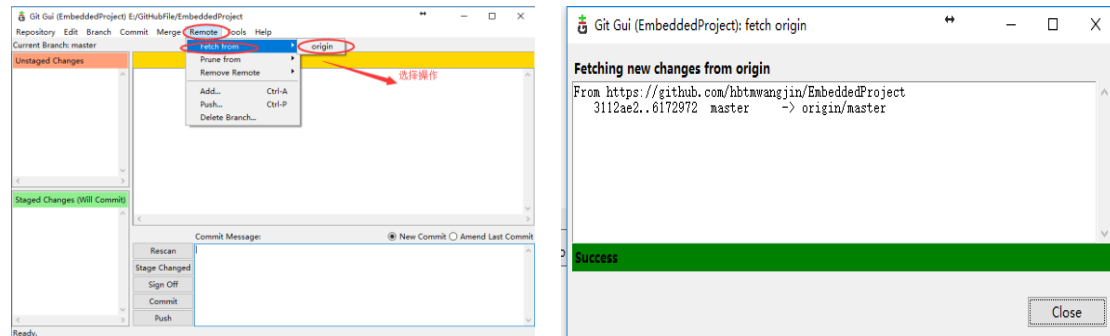 Git Gui (EmbeddedProject) E:/GitHubFile/EmbeddedProject
Repository Edit Branch Commit Merge Remote Tools Help
Current Branch: master
Fetch from
origin
Unstaged Changes
Prune from
Remove Remote
选择操作
Add... Ctrl-A
Push... Ctrl-P
Delete Branch...
Staged Changes (Will Commit)
Commit Message:
New Commit
Amend Last Commit
Rescan
Stage Changed
Sign Off
Commit
Push
Ready.
Git Gui (EmbeddedProject): fetch origin
Fetching new changes from origin
From https://github.com/hbtmwangjin/EmbeddedProject
3112ae2..6172972 master -> origin/master
Success
Close